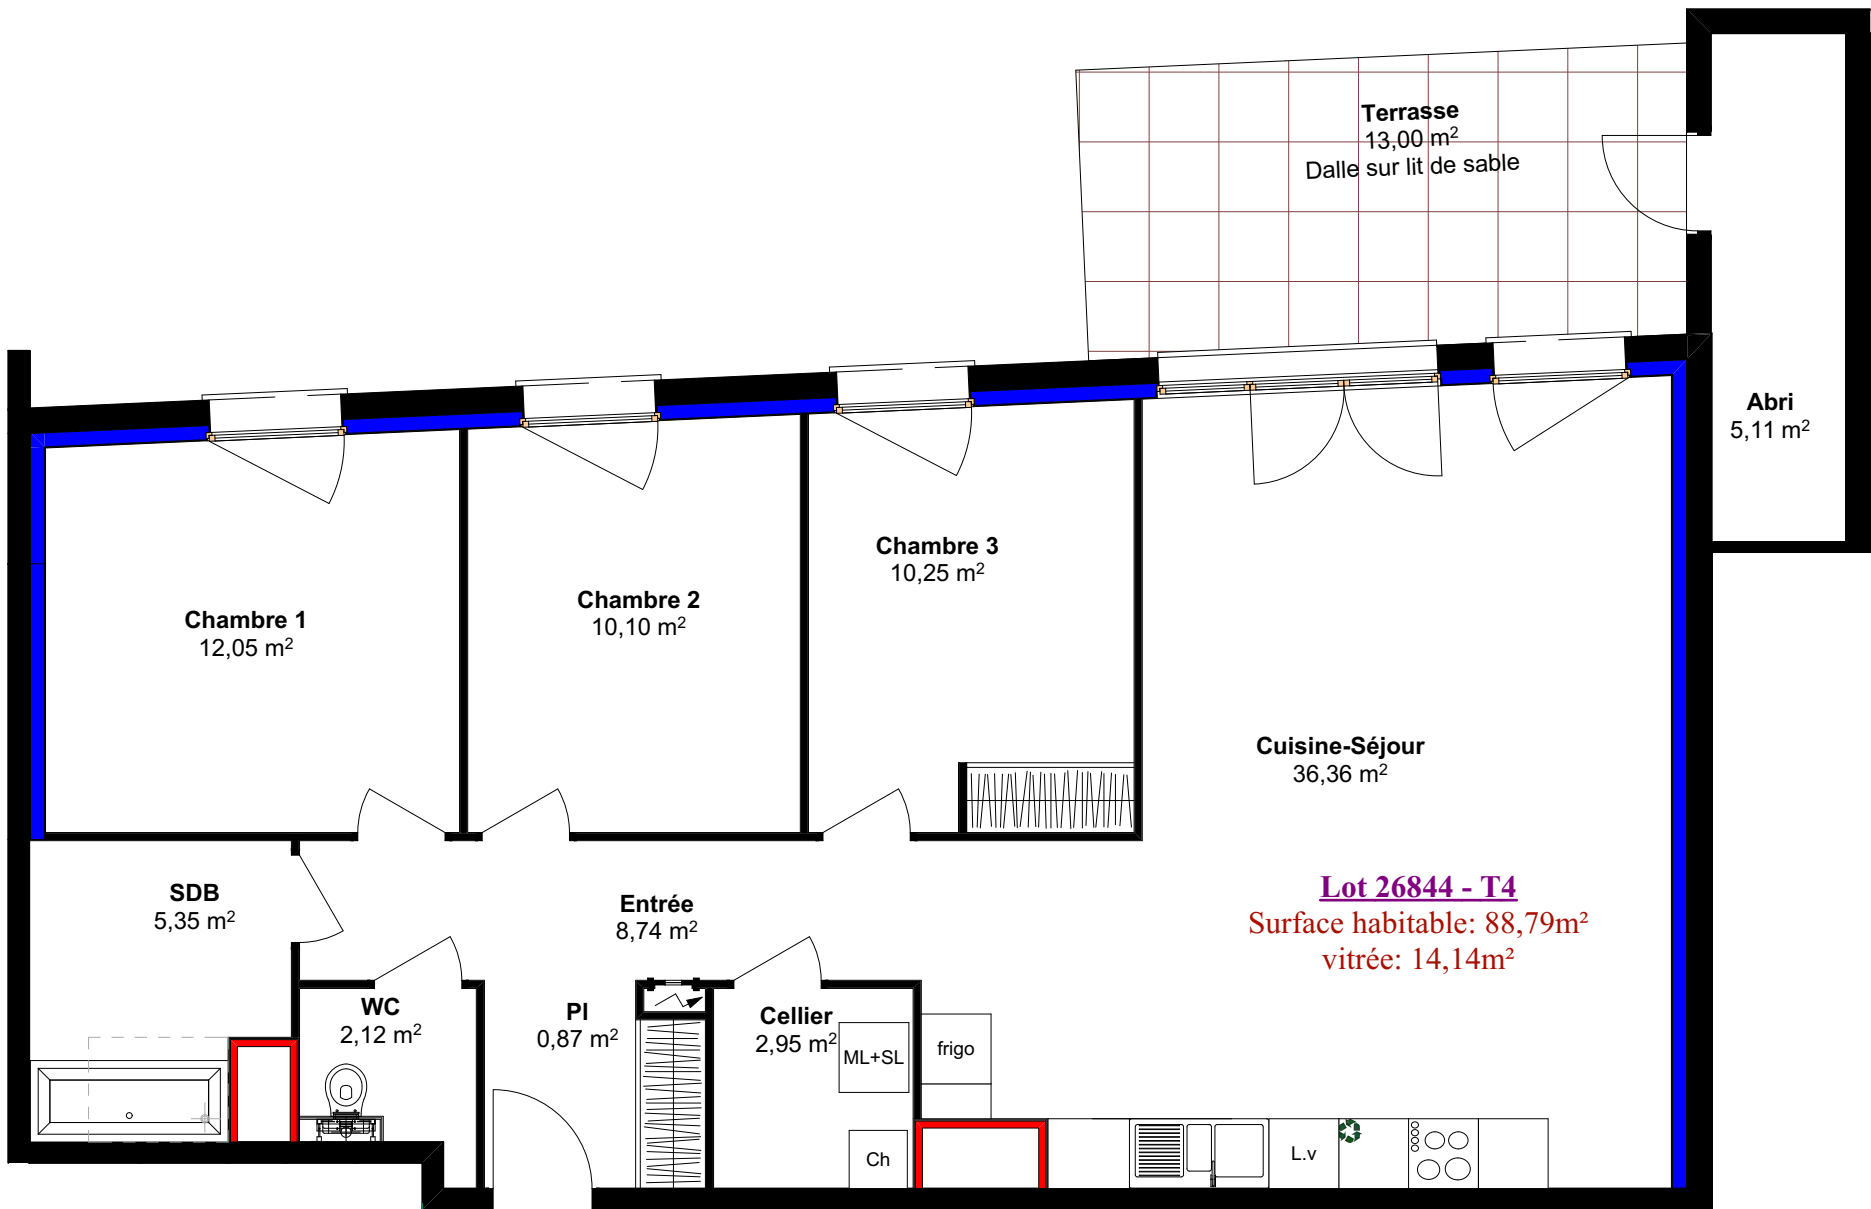 Terrasse
13,00 m²
Dalle sur lit de sable
Abri
5,11 m²
Chambre 3
10,25 m²
Chambre 2
10,10 m²
Chambre 1
12,05 m²
Cuisine-Séjour
36,36 m²
Lot 26844 - T4
Surface habitable: 88,79m²
vitrée: 14,14m²
SDB
5,35 m²
Entrée
8,74 m²
WC
2,12 m²
Pl
0,87 m²
Cellier
2,95 m²
ML+SL
frigo
Ch
L.v